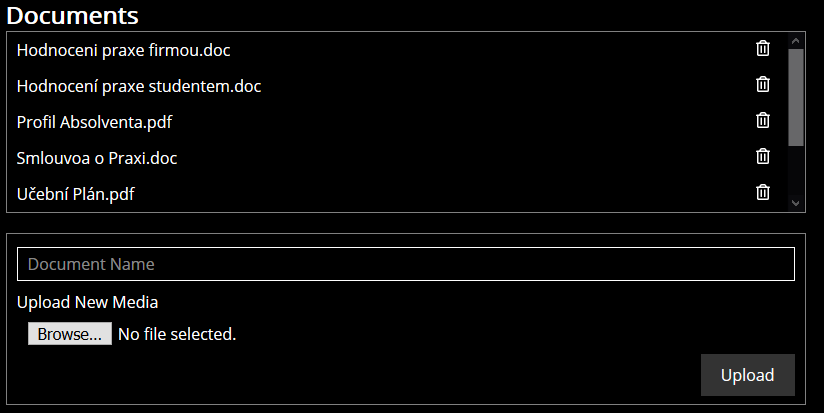 Documents
Hodnoceni praxe firmou.doc
Hodnocení praxe studentem.doc
Profil Absolventa.pdf
Smlouvoa o Praxi.doc
Učební Plán.pdf
Document Name
Upload New Media
Browse... No file selected.
Upload